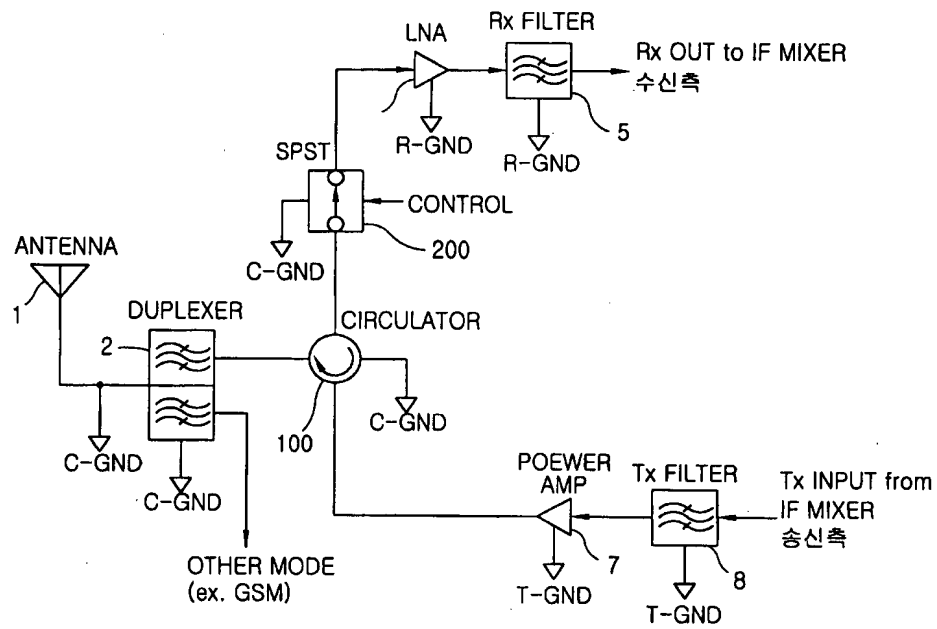 LNA
Rx FILTER
Rx OUT to IF MIXER
수신측
R-GND
5
R-GND
SPST
CONTROL
200
C-GND
ANTENNA
1
DUPLEXER
2
CIRCULATOR
100
C-GND
C-GND
C-GND
POEWER
AMP
Tx FILTER
Tx INPUT from
IF MIXER
송신측
7
8
T-GND
T-GND
OTHER MODE
(ex. GSM)